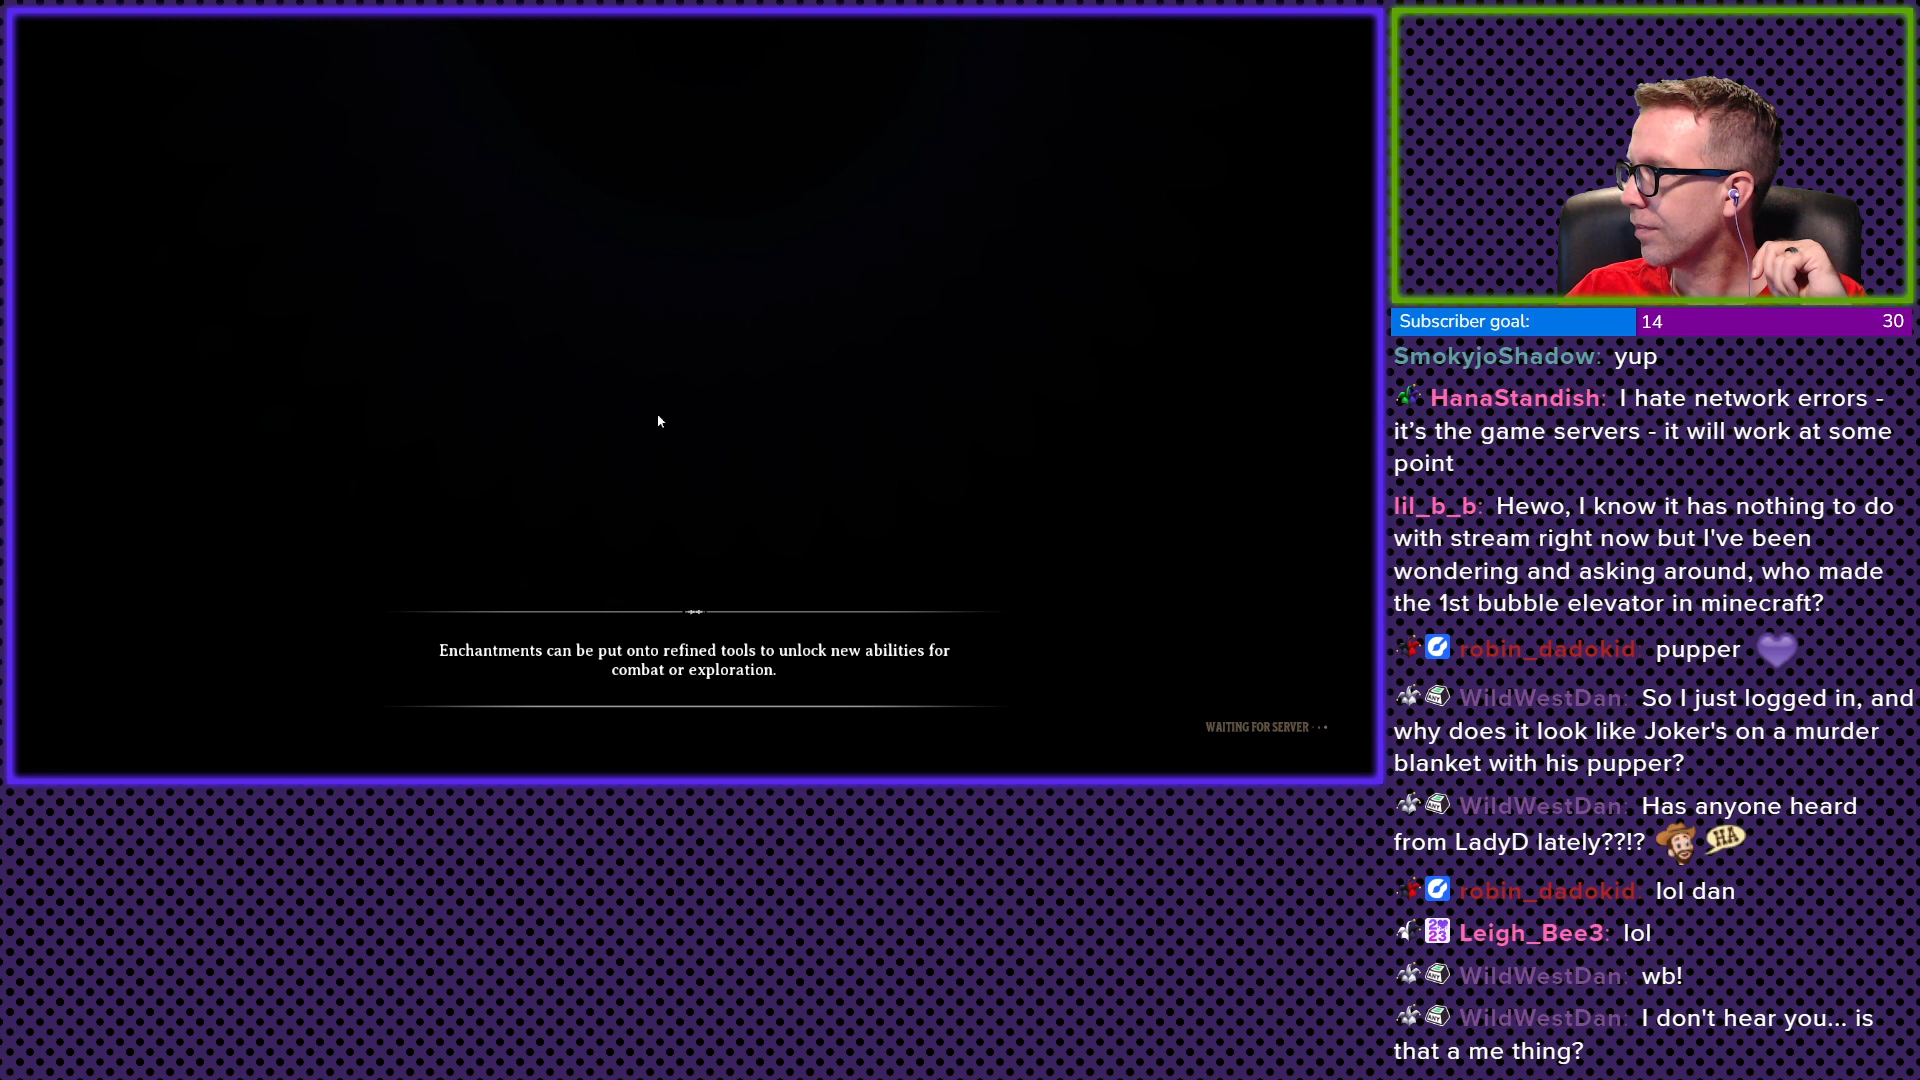 Enchantments can be put onto refined tools to unlock new abilities for
combat or exploration.
WAITING FOR SERVER · · ·
Subscriber goal: 14 30
SmokyjoShadow: yup
HanaStandish: I hate network errors -
it's the game servers - it will work at some
point
lil_b_b: Hewo, I know it has nothing to do
with stream right now but I've been
wondering and asking around, who made
the 1st bubble elevator in minecraft?
robin_dadokid: pupper
WildWestDan: So I just logged in, and
why does it look like Joker's on a murder
blanket with his pupper?
WildWestDan: Has anyone heard
from LadyD lately??!? HA
robin_dadokid: lol dan
Leigh_Bee3: lol
WildWestDan: wb!
WildWestDan: I don't hear you... is
that a me thing?